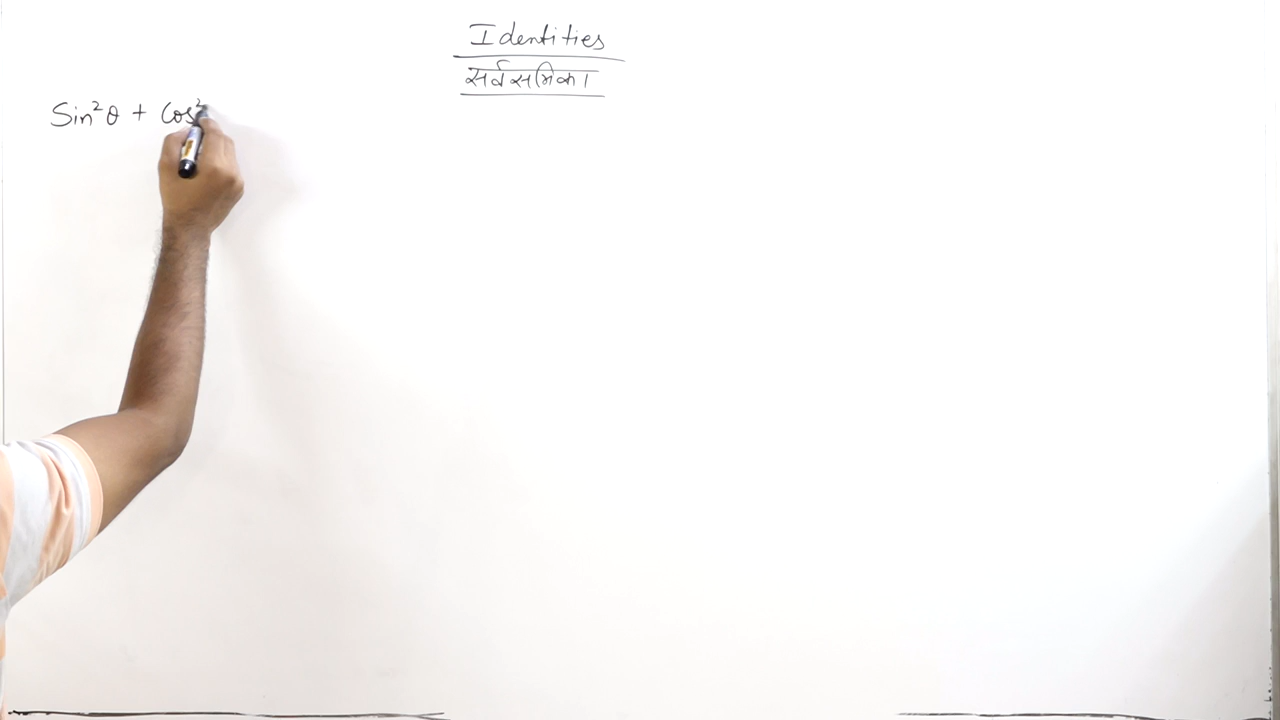 Identities
सर्वसमिका
Sin²θ + Cos²